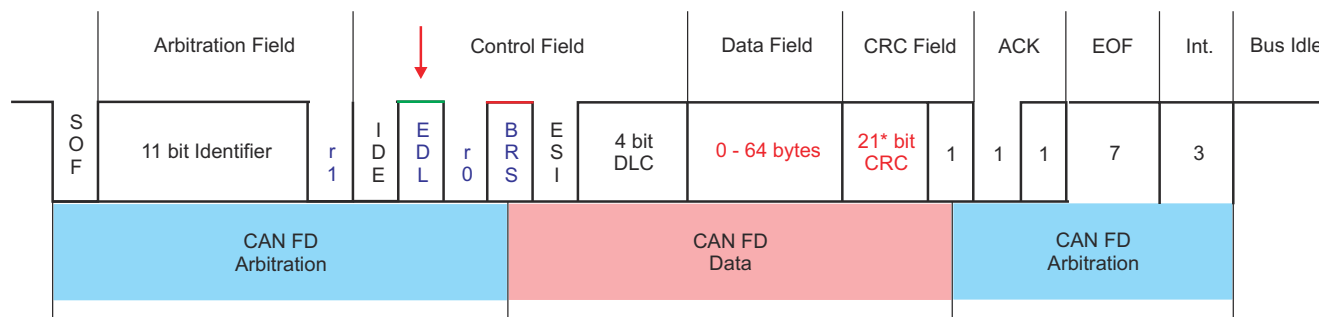 Arbitration Field
Control Field
Data Field
CRC Field
ACK
EOF
Int.
Bus Idle
S
O
F
11 bit Identifier
r
1
I
D
E
E
D
L
r
0
B
R
S
E
S
I
4 bit
DLC
0 - 64 bytes
21* bit
CRC
1
1
1
7
3
CAN FD
Arbitration
CAN FD
Data
CAN FD
Arbitration